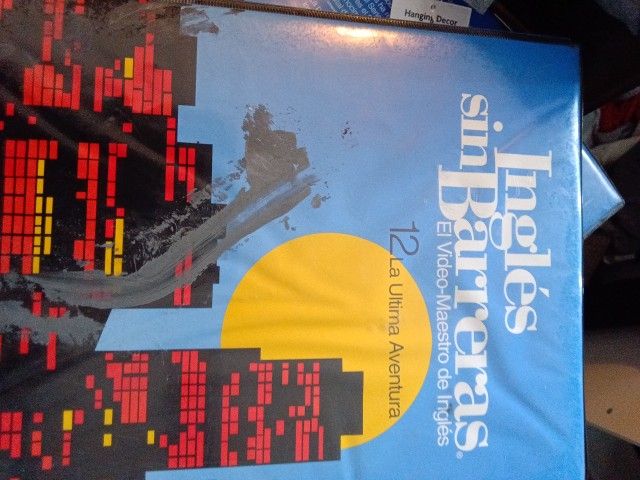 Inglés
sin Barreras®
El Video-Maestro de Inglés
12 La Ultima Aventura
Hanging Decor